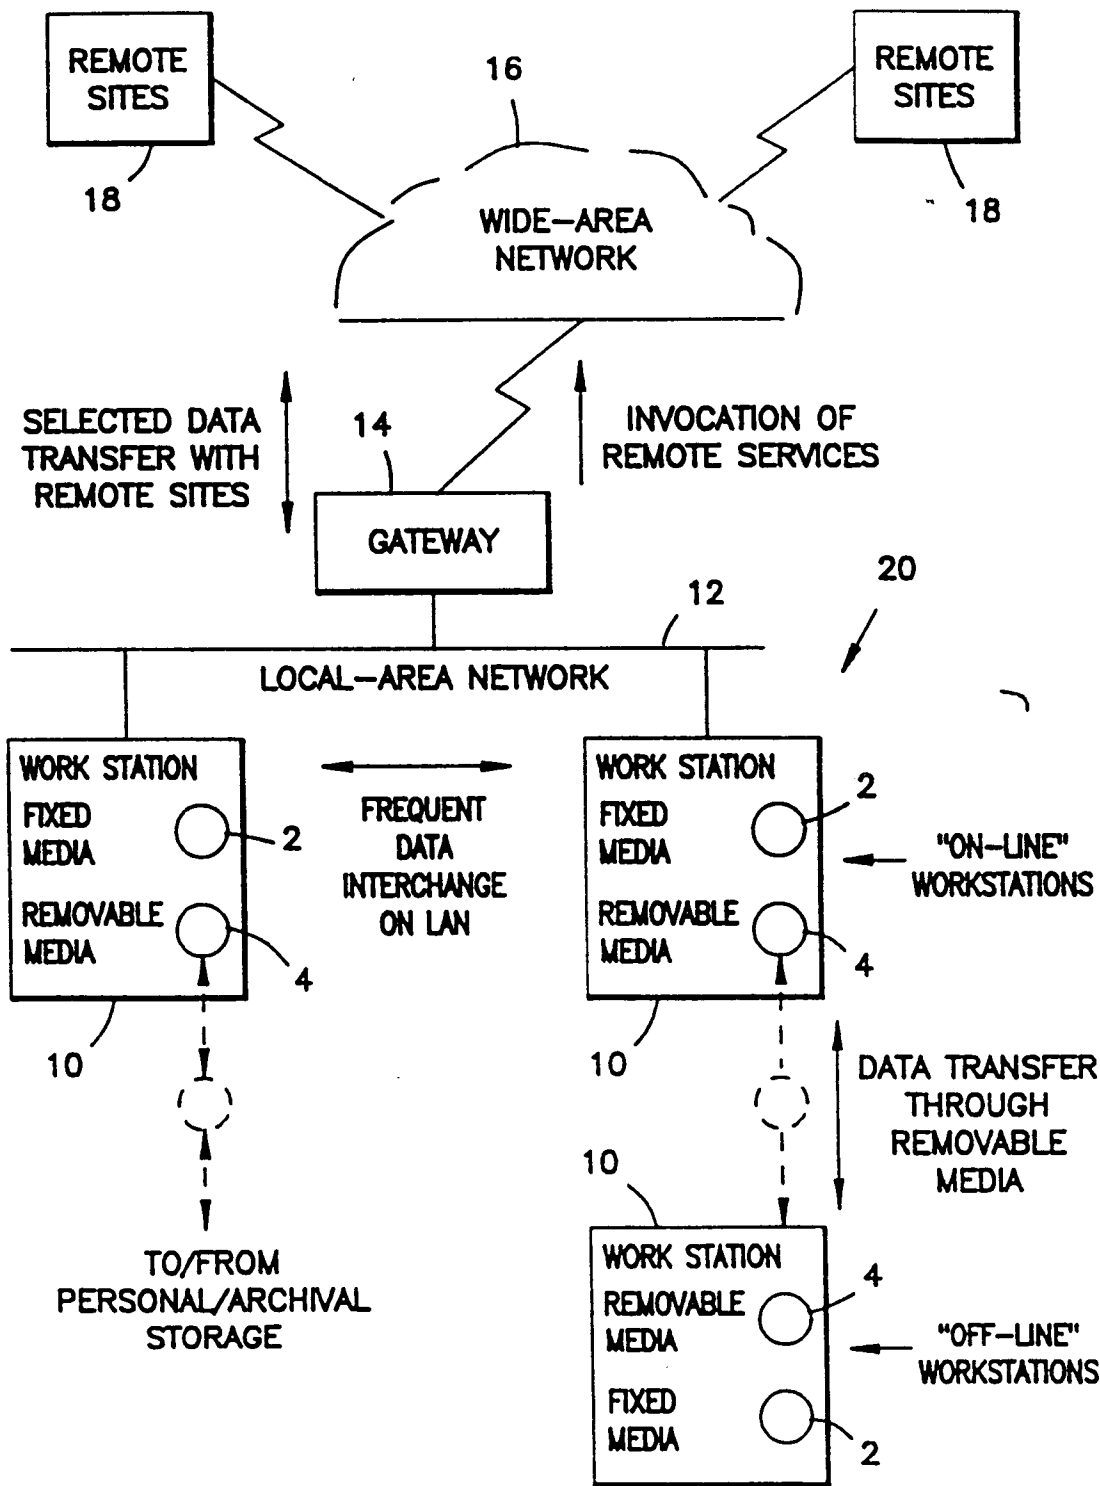 REMOTE
SITES
18
16
REMOTE
SITES
18
WIDE-AREA
NETWORK
SELECTED DATA
TRANSFER WITH
REMOTE SITES
14
INVOCATION OF
REMOTE SERVICES
GATEWAY
20
12
LOCAL-AREA NETWORK
WORK STATION
FIXED
MEDIA
2
REMOVABLE
MEDIA
4
10
FREQUENT
DATA
INTERCHANGE
ON LAN
WORK STATION
FIXED
MEDIA
2
REMOVABLE
MEDIA
4
10
"ON-LINE"
WORKSTATIONS
DATA TRANSFER
THROUGH
REMOVABLE
MEDIA
TO/FROM
PERSONAL/ARCHIVAL
STORAGE
10
WORK STATION
REMOVABLE
MEDIA
4
FIXED
MEDIA
2
"OFF-LINE"
WORKSTATIONS